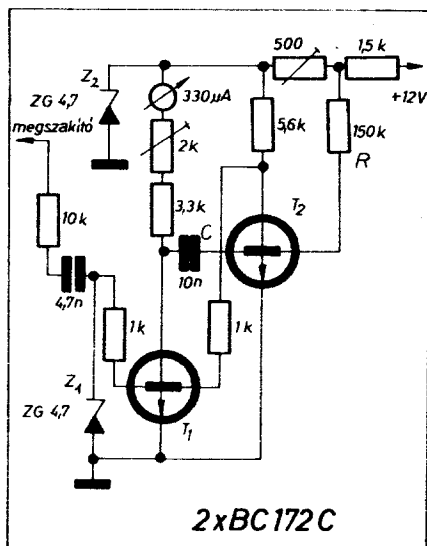 500
1,5k
Z₂
ZG 4,7
330µA
+12V
megszakító
2k
5,6k
150k
R
10k
3,3k
C
T₂
10n
4,7n
1k
1k
Z₁
ZG 4,7
T₁
2xBC172C